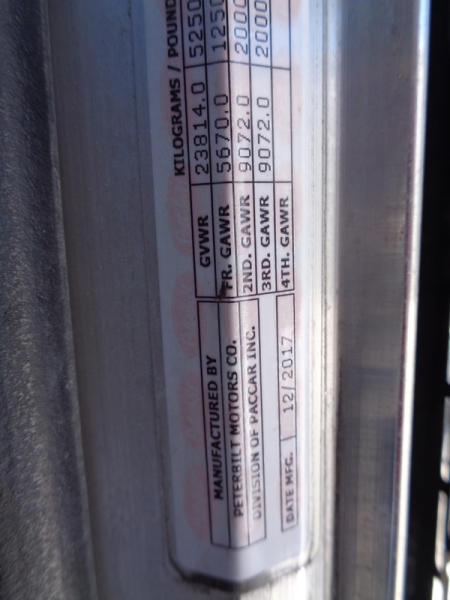 MANUFACTURED BY
PETERBILT MOTORS CO.
DIVISION OF PACCAR INC.
DATE MFG. 12/2017
KILOGRAMS / POUND
GVWR 23814.0 5250
FR. GAWR 5670.0 1250
2ND. GAWR 9072.0 2000
3RD. GAWR 9072.0 2000
4TH. GAWR